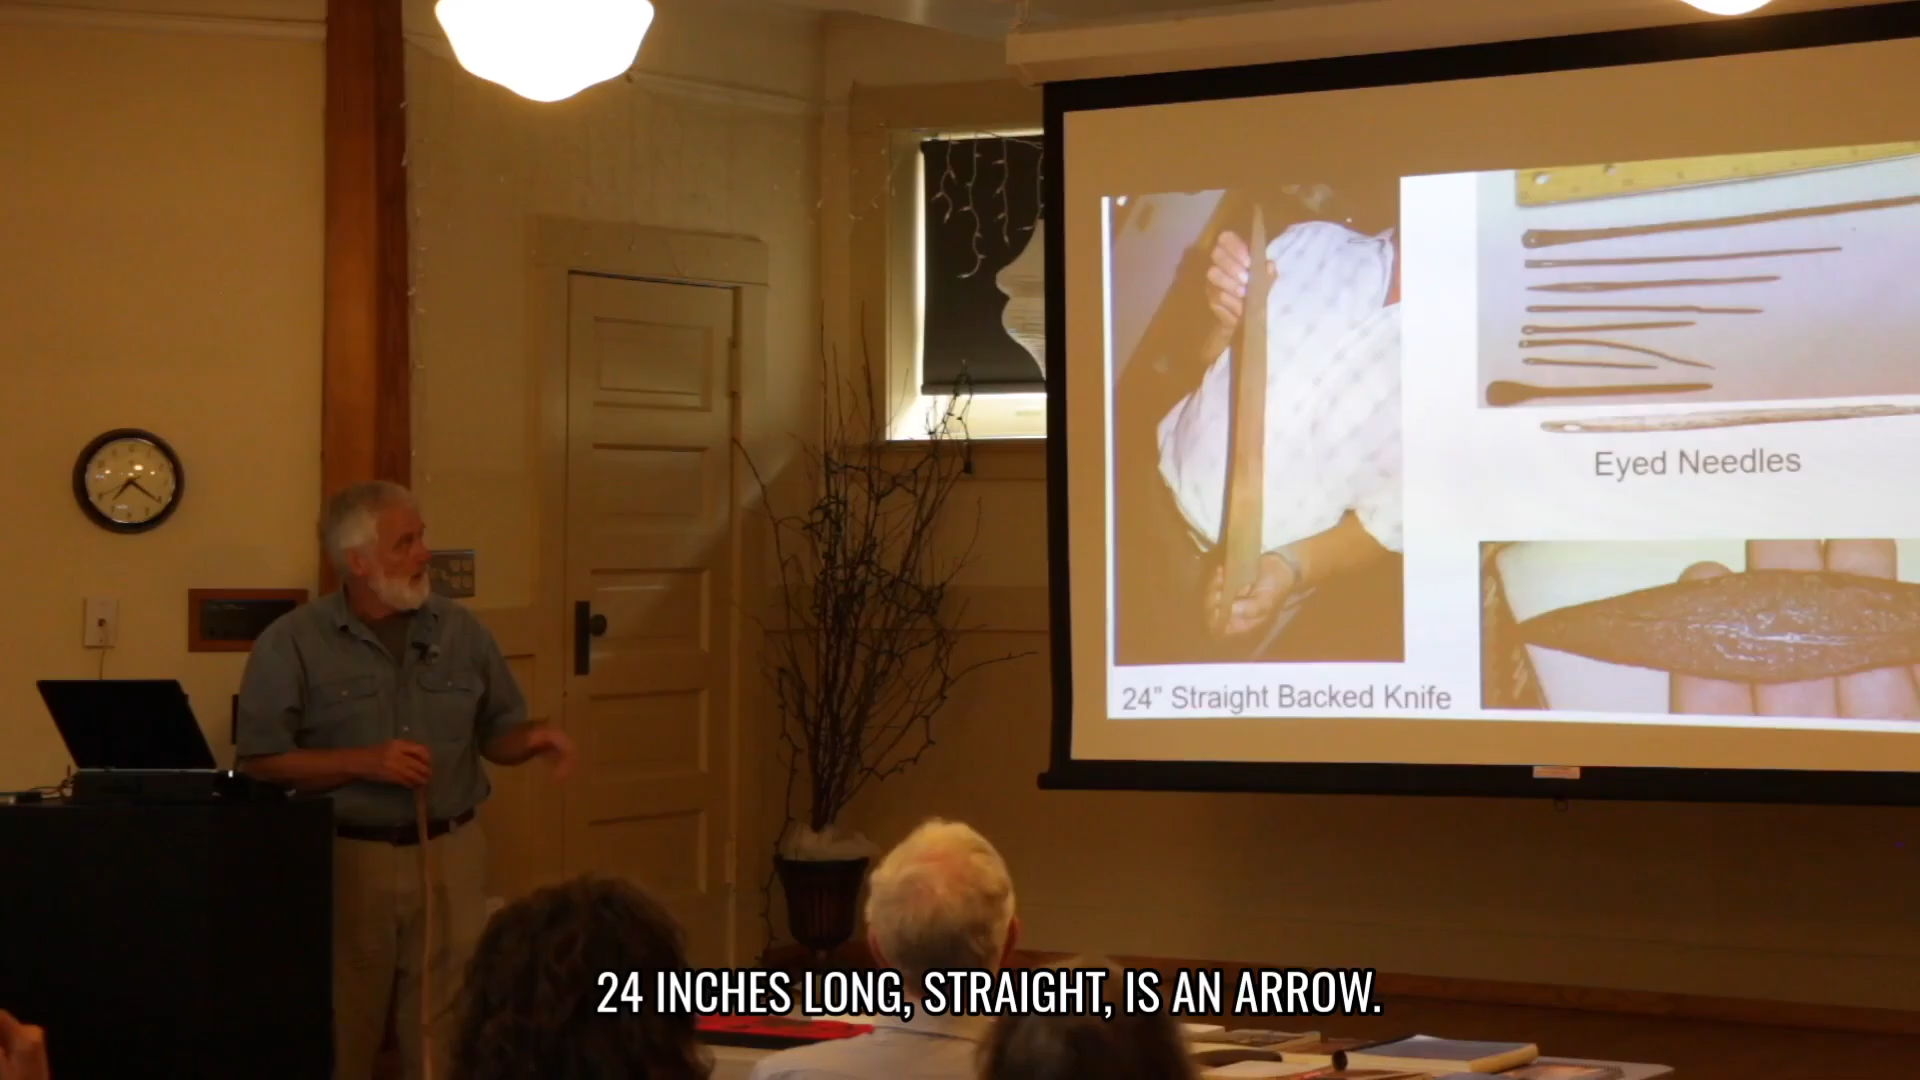 Eyed Needles
24” Straight Backed Knife
24 INCHES LONG, STRAIGHT, IS AN ARROW.